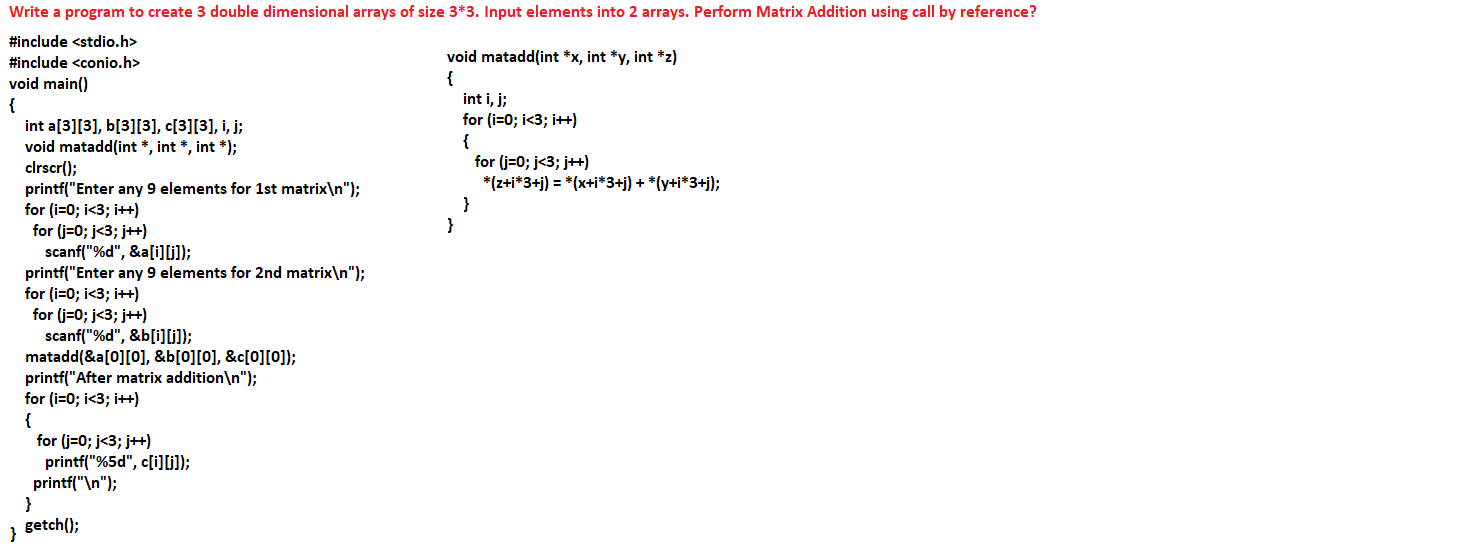 Write a program to create 3 double dimensional arrays of size 3*3. Input elements into 2 arrays. Perform Matrix Addition using call by reference?
#include <stdio.h>
#include <conio.h>
void main()
{
int a[3][3], b[3][3], c[3][3], i, j;
void matadd(int *, int *, int *);
clrscr();
printf("Enter any 9 elements for 1st matrix\n");
for (i=0; i<3; i++)
for (j=0; j<3; j++)
scanf("%d", &a[i][j]);
printf("Enter any 9 elements for 2nd matrix\n");
for (i=0; i<3; i++)
for (j=0; j<3; j++)
scanf("%d", &b[i][j]);
matadd(&a[0][0], &b[0][0], &c[0][0]);
printf("After matrix addition\n");
for (i=0; i<3; i++)
{
for (j=0; j<3; j++)
printf("%5d", c[i][j]);
printf("\n");
}
getch();
}
void matadd(int *x, int *y, int *z)
{
int i, j;
for (i=0; i<3; i++)
{
for (j=0; j<3; j++)
*(z+i*3+j) = *(x+i*3+j) + *(y+i*3+j);
}
}